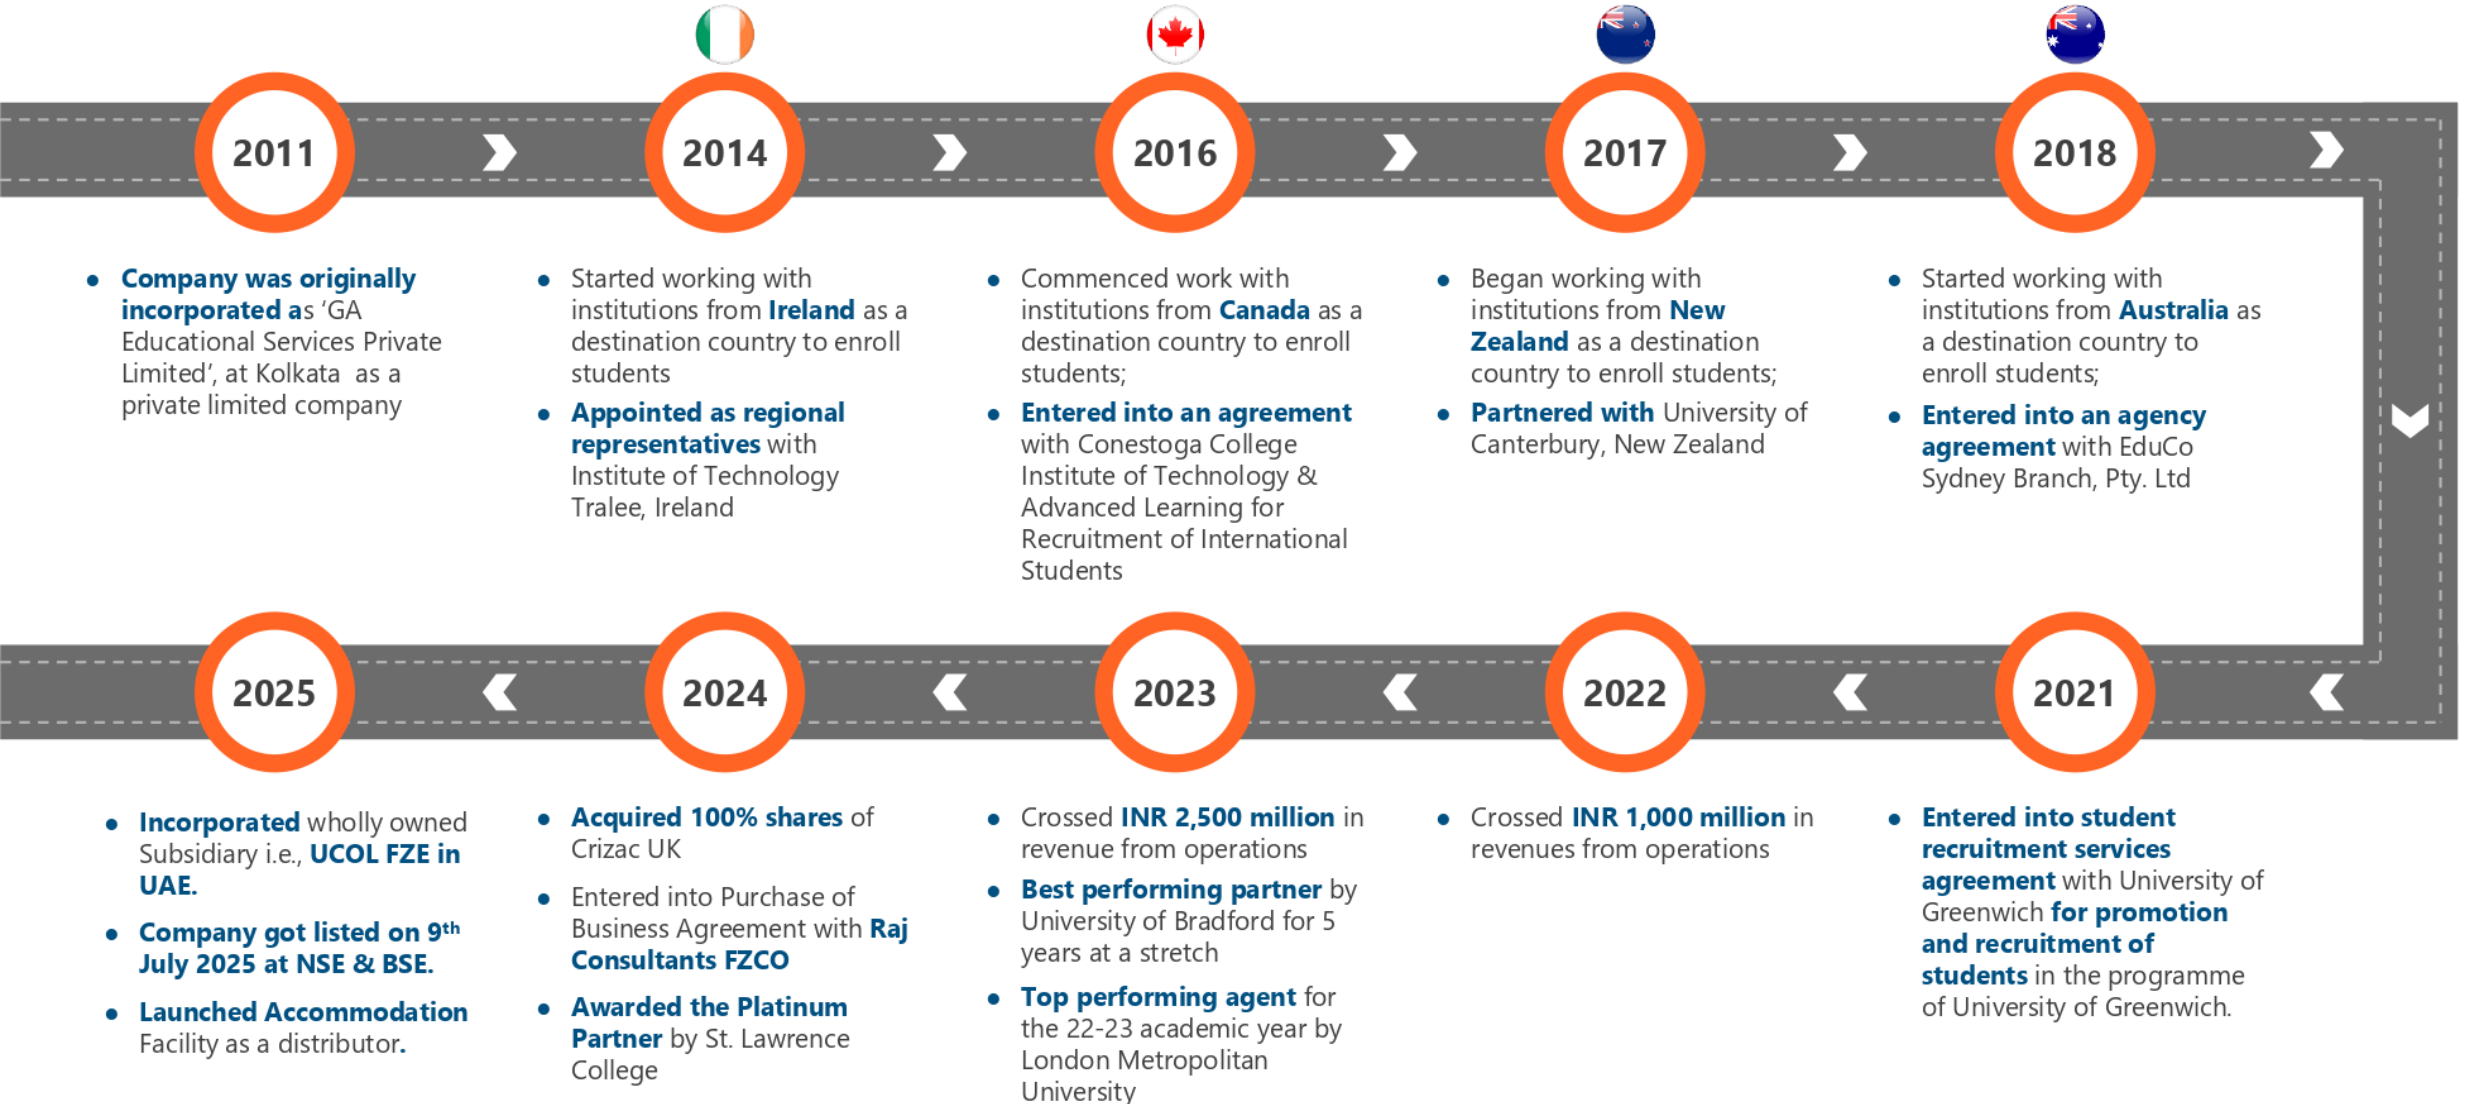 2011
2014
2016
2017
2018
Company was originally
incorporated as ‘GA
Educational Services Private
Limited’, at Kolkata as a
private limited company
Started working with
institutions from Ireland as a
destination country to enroll
students
Appointed as regional
representatives with
Institute of Technology
Tralee, Ireland
Commenced work with
institutions from Canada as a
destination country to enroll
students;
Entered into an agreement
with Conestoga College
Institute of Technology &
Advanced Learning for
Recruitment of International
Students
Began working with
institutions from New
Zealand as a destination
country to enroll students;
Partnered with University of
Canterbury, New Zealand
Started working with
institutions from Australia as
a destination country to
enroll students;
Entered into an agency
agreement with EduCo
Sydney Branch, Pty. Ltd
2025
2024
2023
2022
2021
Incorporated wholly owned
Subsidiary i.e., UCOL FZE in
UAE.
Company got listed on 9th
July 2025 at NSE & BSE.
Launched Accommodation
Facility as a distributor.
Acquired 100% shares of
Crizac UK
Entered into Purchase of
Business Agreement with Raj
Consultants FZCO
Awarded the Platinum
Partner by St. Lawrence
College
Crossed INR 2,500 million in
revenue from operations
Best performing partner by
University of Bradford for 5
years at a stretch
Top performing agent for
the 22-23 academic year by
London Metropolitan
University
Crossed INR 1,000 million in
revenues from operations
Entered into student
recruitment services
agreement with University of
Greenwich for promotion
and recruitment of
students in the programme
of University of Greenwich.